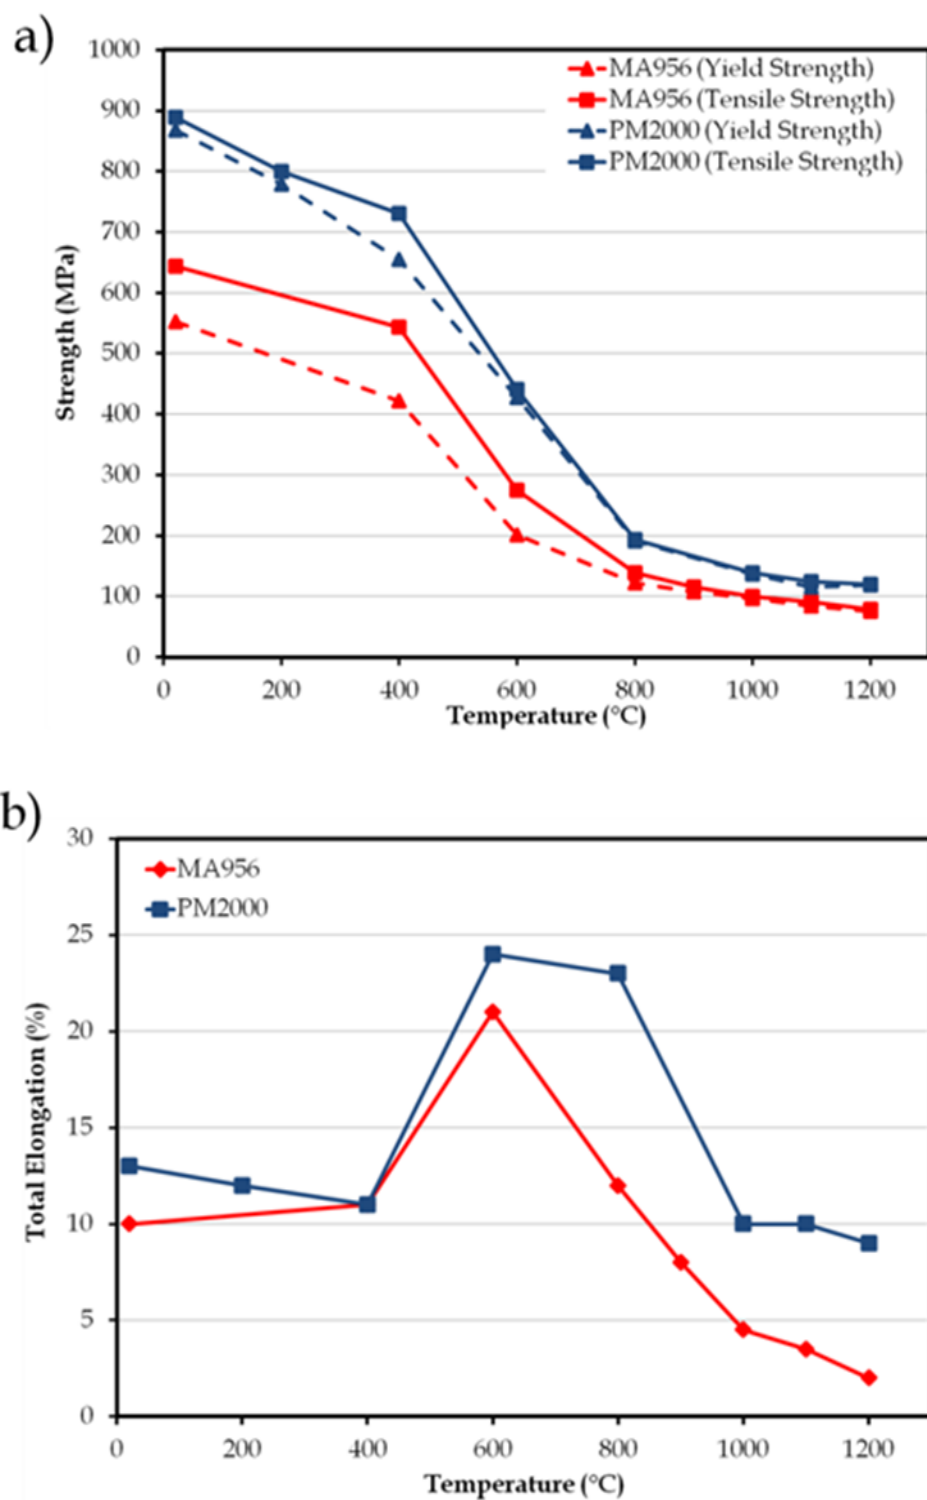 a)
1000
900
800
700
600
500
400
300
200
100
0
Strength (MPa)
MA956 (Yield Strength)
MA956 (Tensile Strength)
PM2000 (Yield Strength)
PM2000 (Tensile Strength)
0 200 400 600 800 1000 1200
Temperature (°C)
b)
30
25
20
15
10
5
0
Total Elongation (%)
MA956
PM2000
0 200 400 600 800 1000 1200
Temperature (°C)